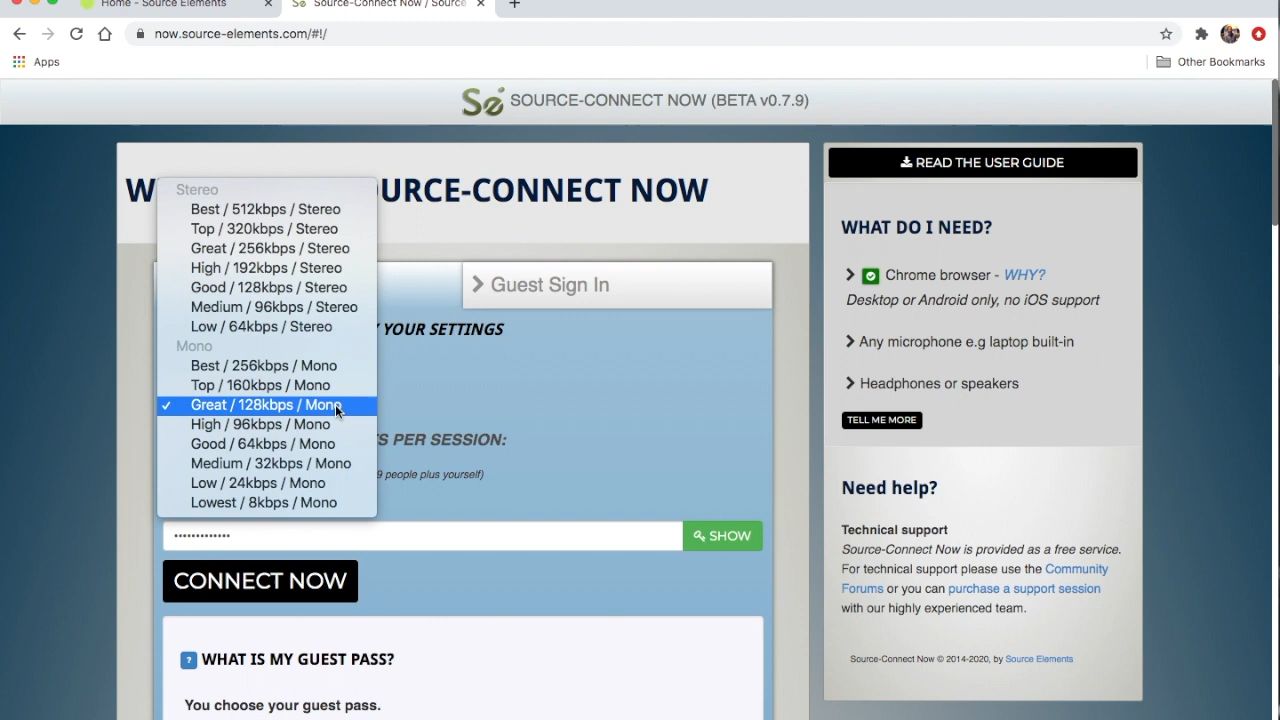 Home - Source Elements
Source-Connect Now / Source
now.source-elements.com/#!/
Apps
Other Bookmarks
SOURCE-CONNECT NOW (BETA v0.7.9)
W
URCE-CONNECT NOW
Stereo
Best / 512kbps / Stereo
Top / 320kbps / Stereo
Great / 256kbps / Stereo
High / 192kbps / Stereo
Good / 128kbps / Stereo
Medium / 96kbps / Stereo
Low / 64kbps / Stereo
Mono
Best / 256kbps / Mono
Top / 160kbps / Mono
Great / 128kbps / Mono
High / 96kbps / Mono
Good / 64kbps / Mono
Medium / 32kbps / Mono
Low / 24kbps / Mono
Lowest / 8kbps / Mono
Guest Sign In
YOUR SETTINGS
S PER SESSION:
9 people plus yourself)
•••••••••••••
SHOW
CONNECT NOW
? WHAT IS MY GUEST PASS?
You choose your guest pass.
READ THE USER GUIDE
WHAT DO I NEED?
Chrome browser - WHY?
Desktop or Android only, no iOS support
Any microphone e.g laptop built-in
Headphones or speakers
TELL ME MORE
Need help?
Technical support
Source-Connect Now is provided as a free service.
For technical support please use the Community
Forums or you can purchase a support session
with our highly experienced team.
Source-Connect Now © 2014-2020, by Source Elements